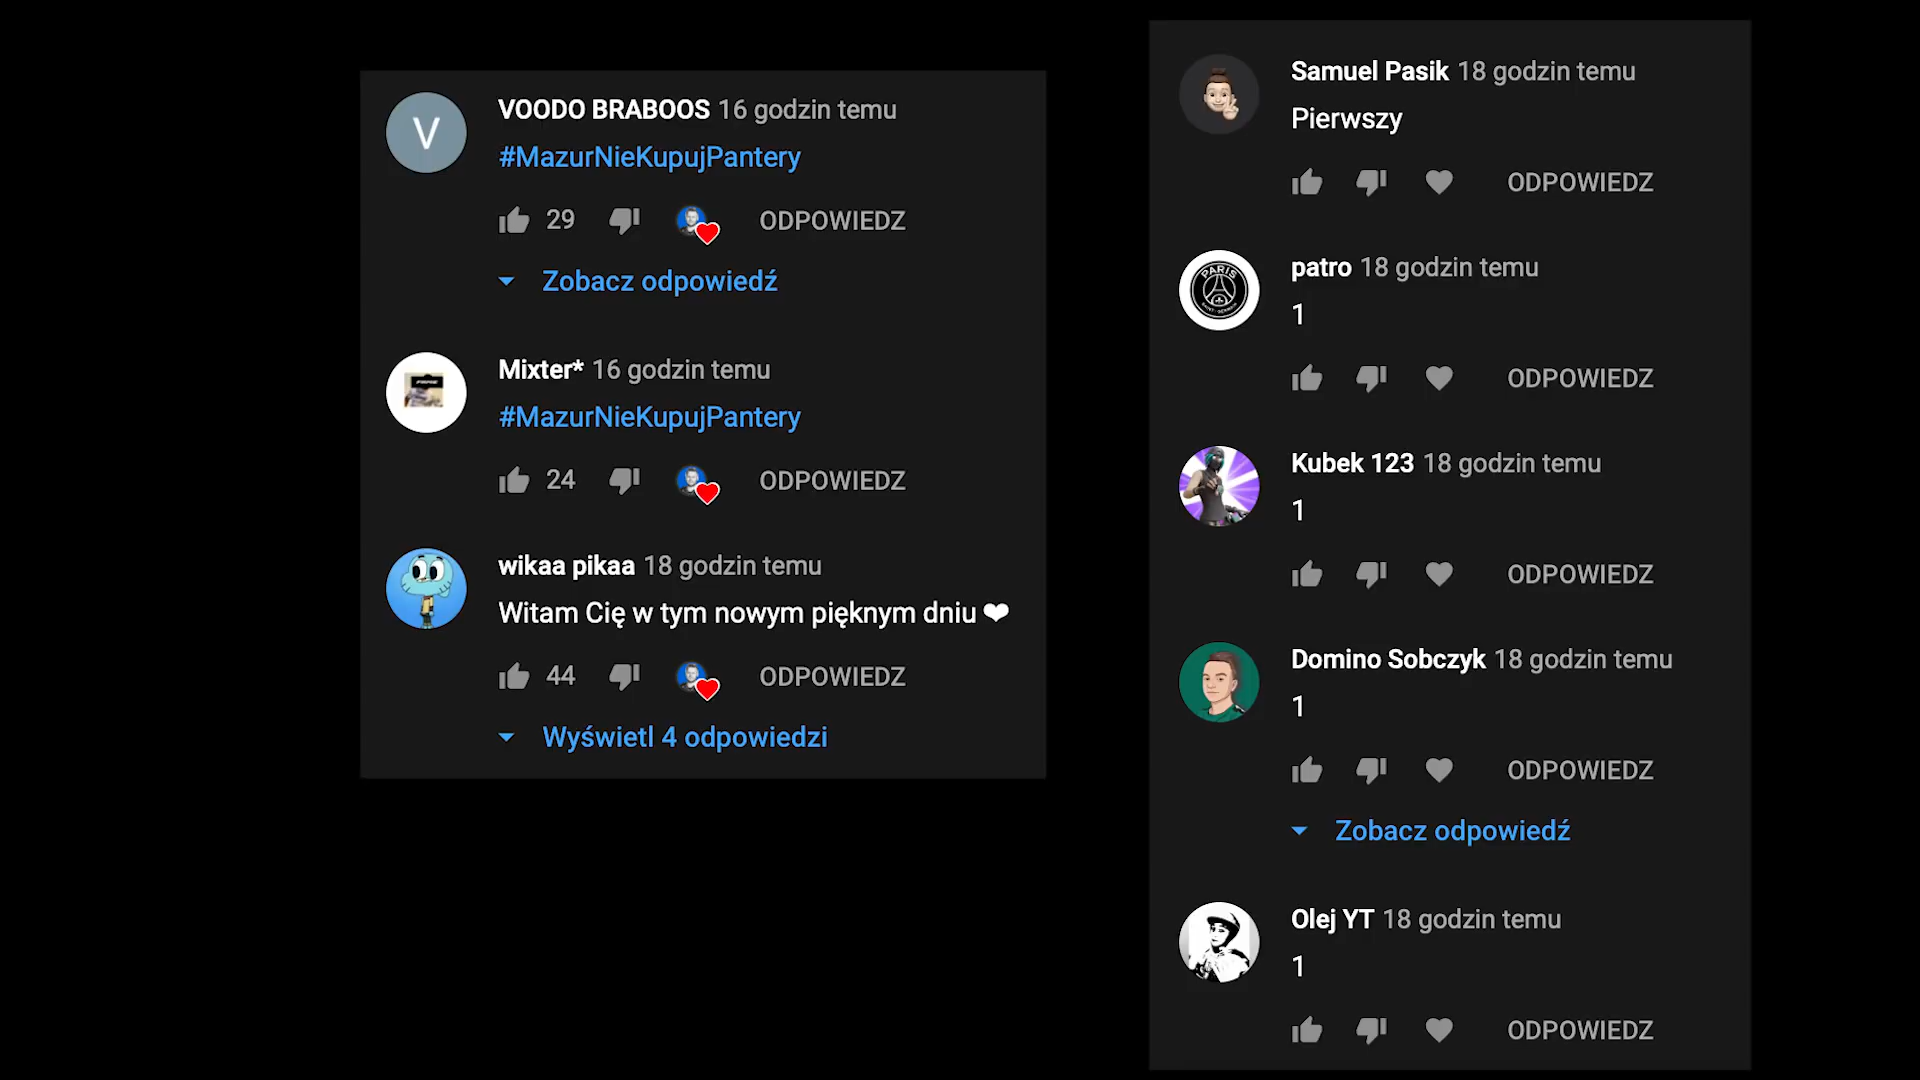 V
VOODO BRABOOS 16 godzin temu
#MazurNieKupujPantery
29 ODPOWIEDZ
Zobacz odpowiedź
Mixter* 16 godzin temu
#MazurNieKupujPantery
24 ODPOWIEDZ
wikaa pikaa 18 godzin temu
Witam Cię w tym nowym pięknym dniu ❤
44 ODPOWIEDZ
Wyświetl 4 odpowiedzi
Samuel Pasik 18 godzin temu
Pierwszy
ODPOWIEDZ
PARIS
patro 18 godzin temu
1
ODPOWIEDZ
Kubek 123 18 godzin temu
1
ODPOWIEDZ
Domino Sobczyk 18 godzin temu
1
ODPOWIEDZ
Zobacz odpowiedź
Olej YT 18 godzin temu
1
ODPOWIEDZ